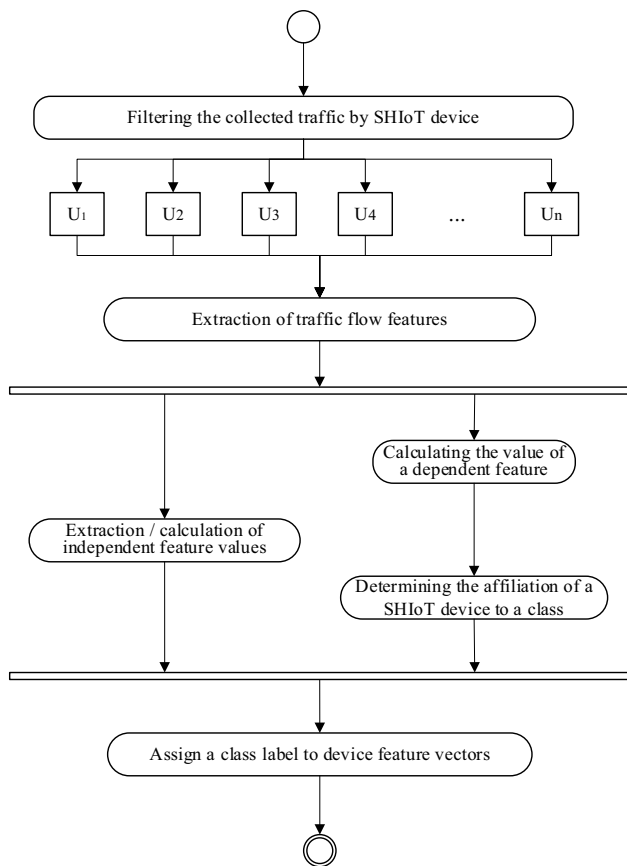 Filtering the collected traffic by SHIoT device
U1 U2 U3 U4 ... Un
Extraction of traffic flow features
Calculating the value of
a dependent feature
Extraction / calculation of
independent feature values
Determining the affiliation of a
SHIoT device to a class
Assign a class label to device feature vectors